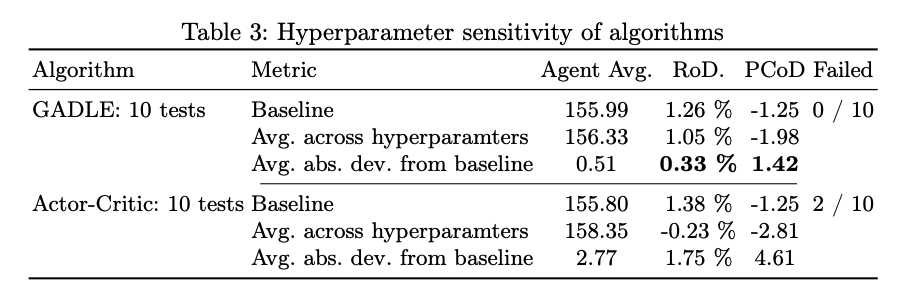 Table 3: Hyperparameter sensitivity of algorithms
Algorithm Metric Agent Avg. RoD. PCoD Failed
GADLE: 10 tests Baseline 155.99 1.26 % -1.25 0 / 10
Avg. across hyperparamters 156.33 1.05 % -1.98
Avg. abs. dev. from baseline 0.51 0.33 % 1.42
Actor-Critic: 10 tests Baseline 155.80 1.38 % -1.25 2 / 10
Avg. across hyperparamters 158.35 -0.23 % -2.81
Avg. abs. dev. from baseline 2.77 1.75 % 4.61